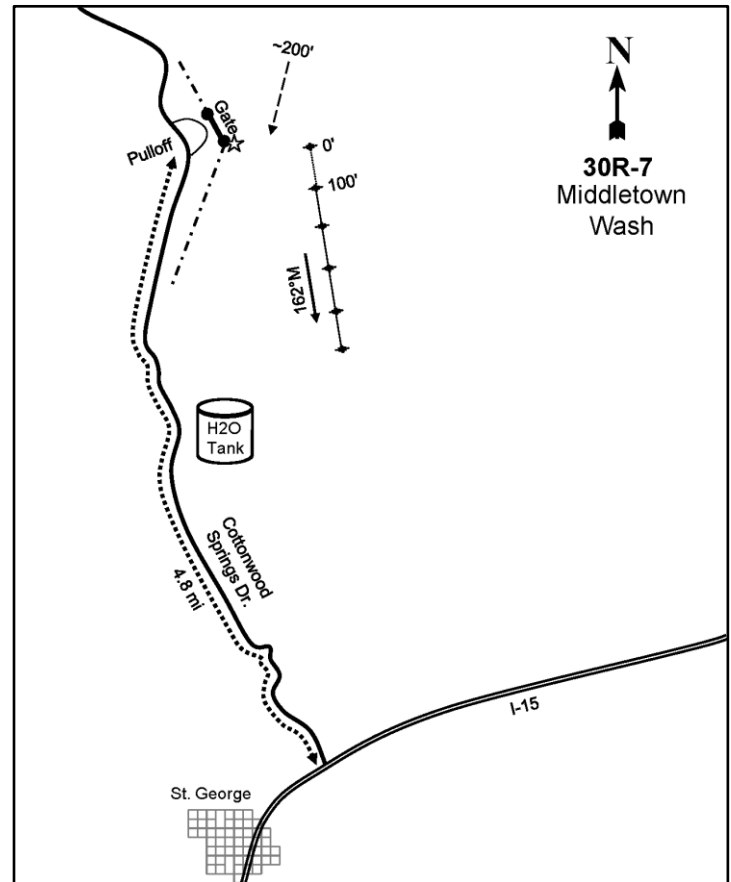 ~200'
N
Gate
0'
Pulloff
30R-7
100'
Middletown
Wash
162°M
H2O
Tank
Cottonwood
Springs Dr.
4.8 mi
I-15
St. George